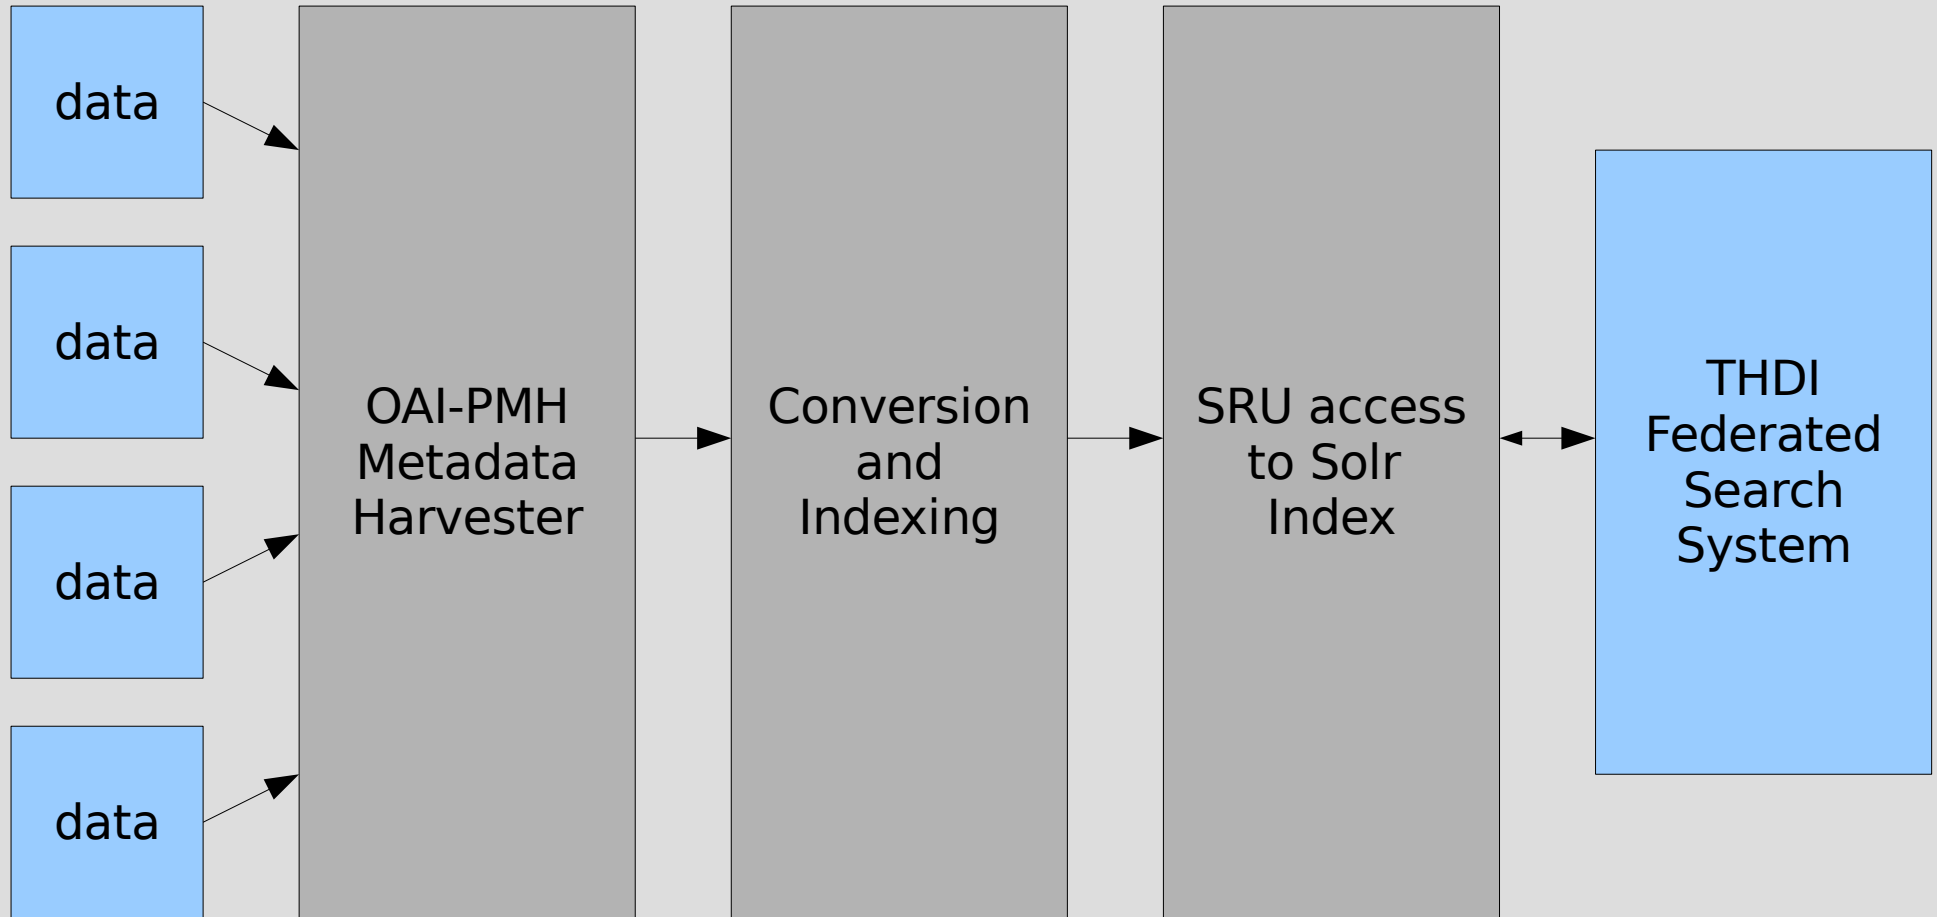 data
data
data
data
OAI-PMH
Metadata
Harvester
Conversion
and
Indexing
SRU access
to Solr
Index
THDI
Federated
Search
System